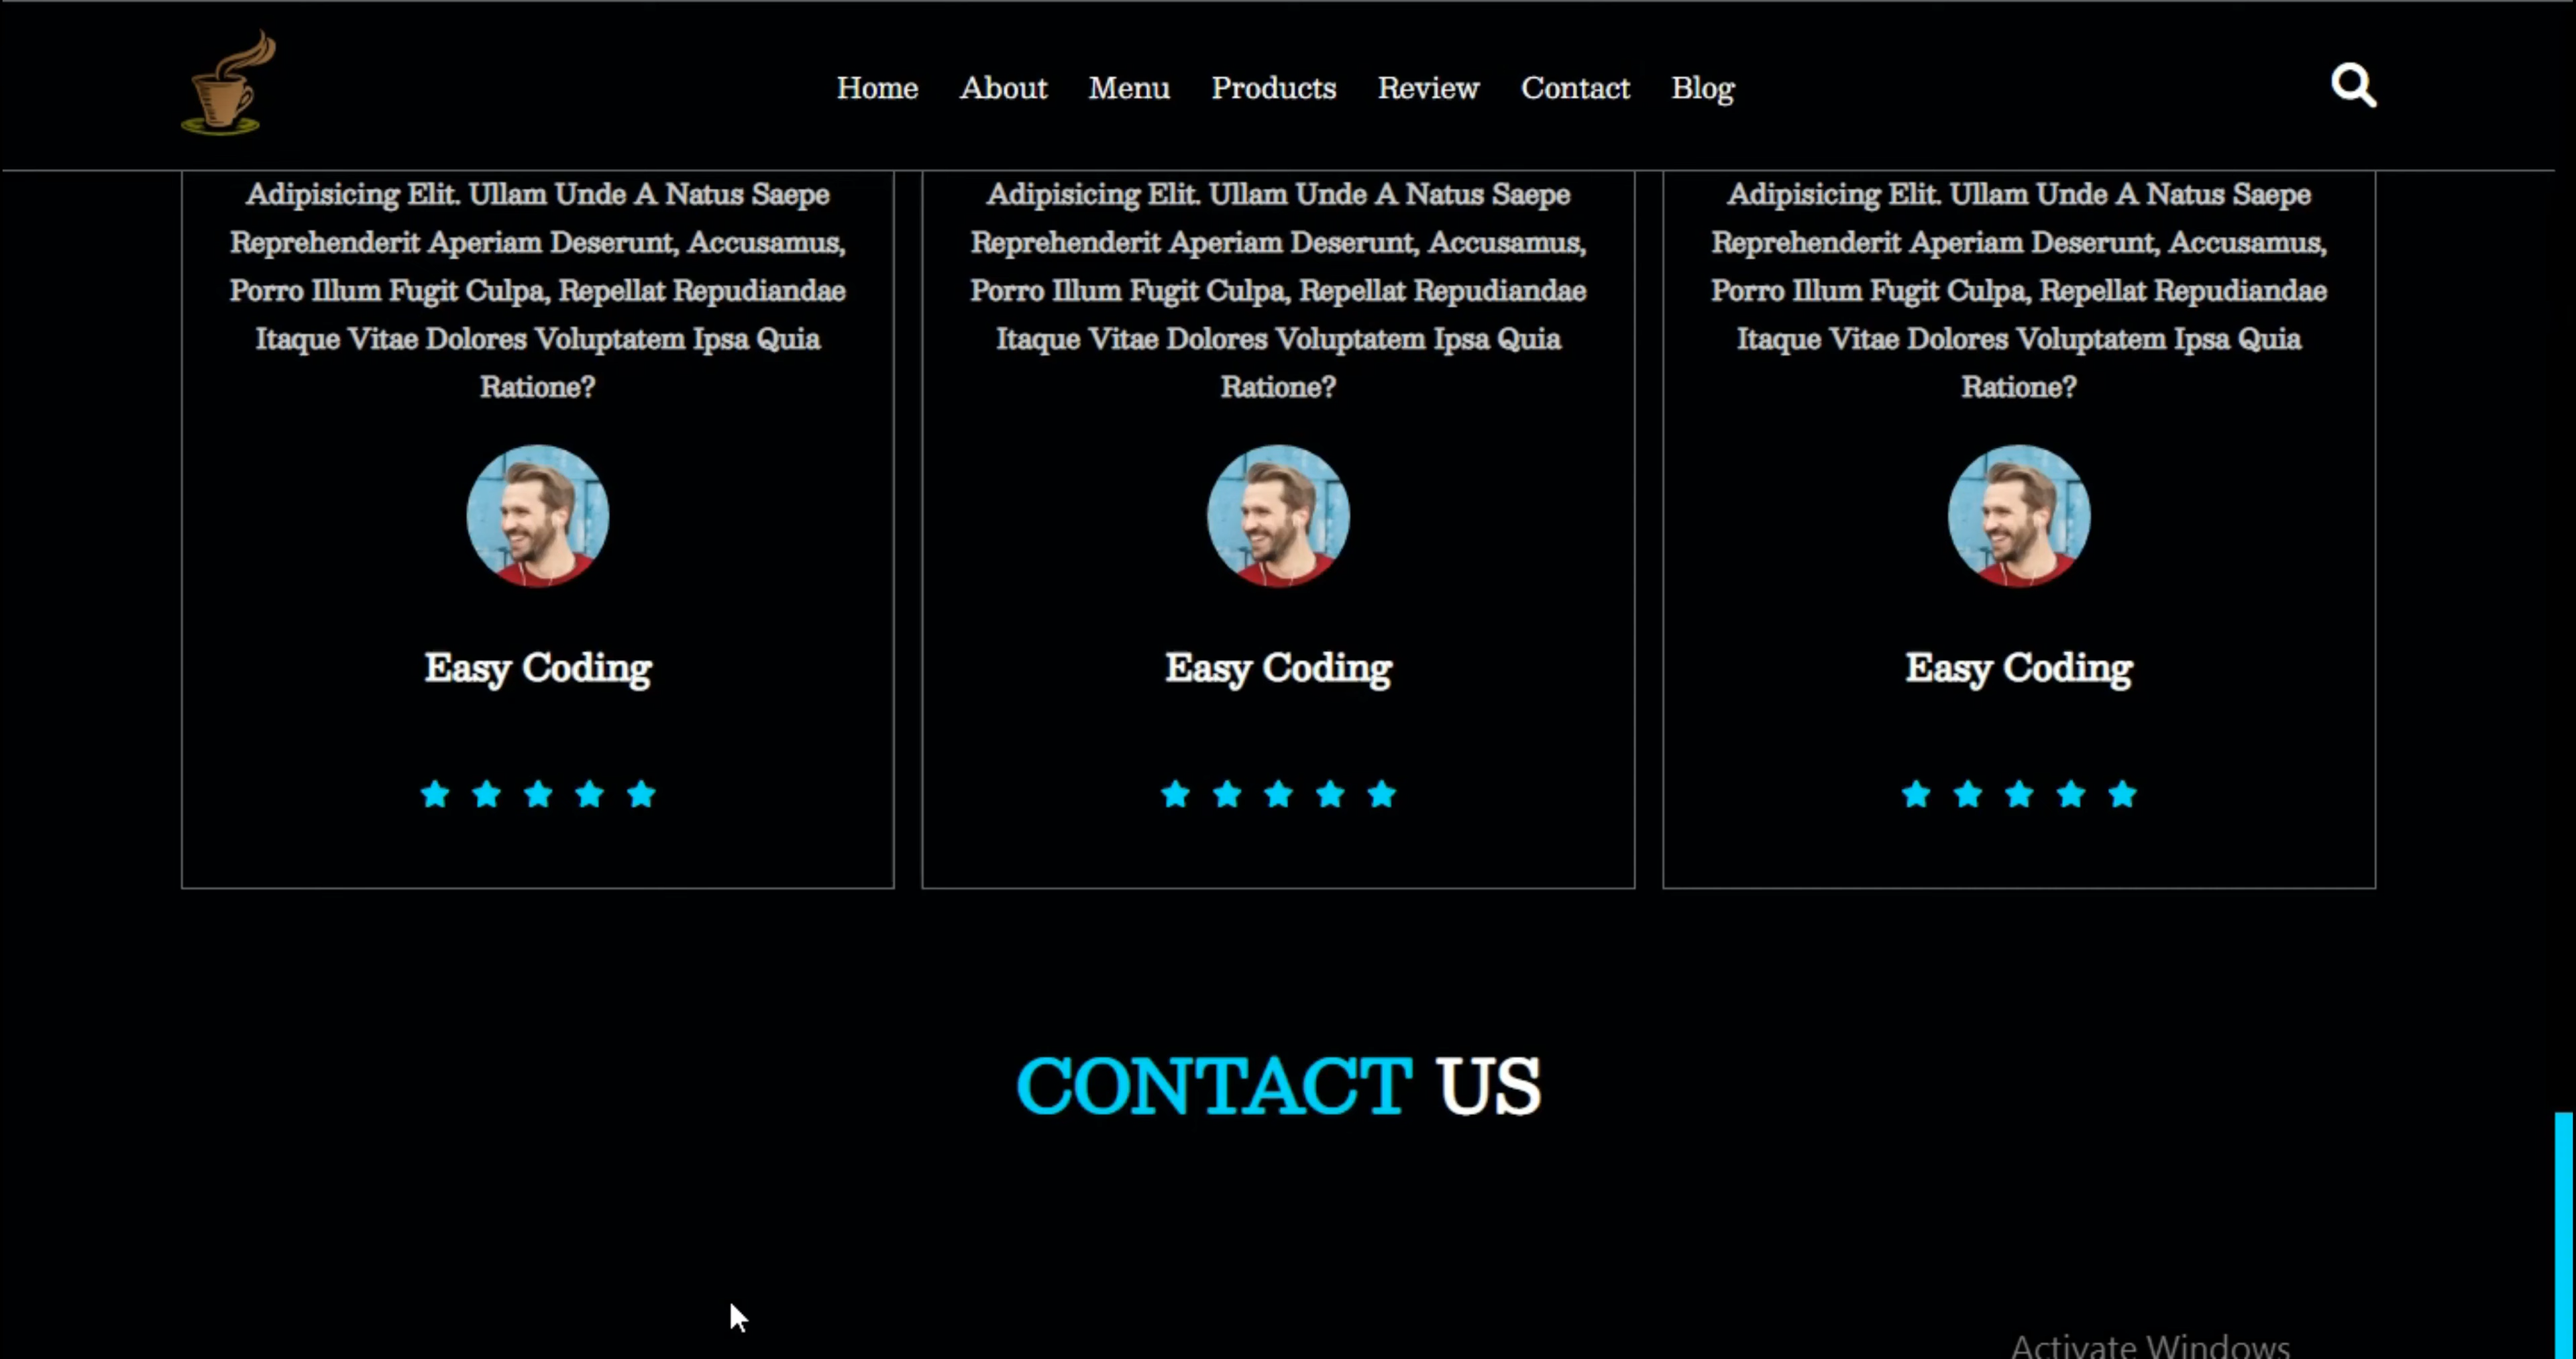 Home About Menu Products Review Contact Blog
Adipisicing Elit. Ullam Unde A Natus Saepe
Reprehenderit Aperiam Deserunt, Accusamus,
Porro Illum Fugit Culpa, Repellat Repudiandae
Itaque Vitae Dolores Voluptatem Ipsa Quia
Ratione?
Easy Coding
Adipisicing Elit. Ullam Unde A Natus Saepe
Reprehenderit Aperiam Deserunt, Accusamus,
Porro Illum Fugit Culpa, Repellat Repudiandae
Itaque Vitae Dolores Voluptatem Ipsa Quia
Ratione?
Easy Coding
Adipisicing Elit. Ullam Unde A Natus Saepe
Reprehenderit Aperiam Deserunt, Accusamus,
Porro Illum Fugit Culpa, Repellat Repudiandae
Itaque Vitae Dolores Voluptatem Ipsa Quia
Ratione?
Easy Coding
CONTACT US
Activate Windows